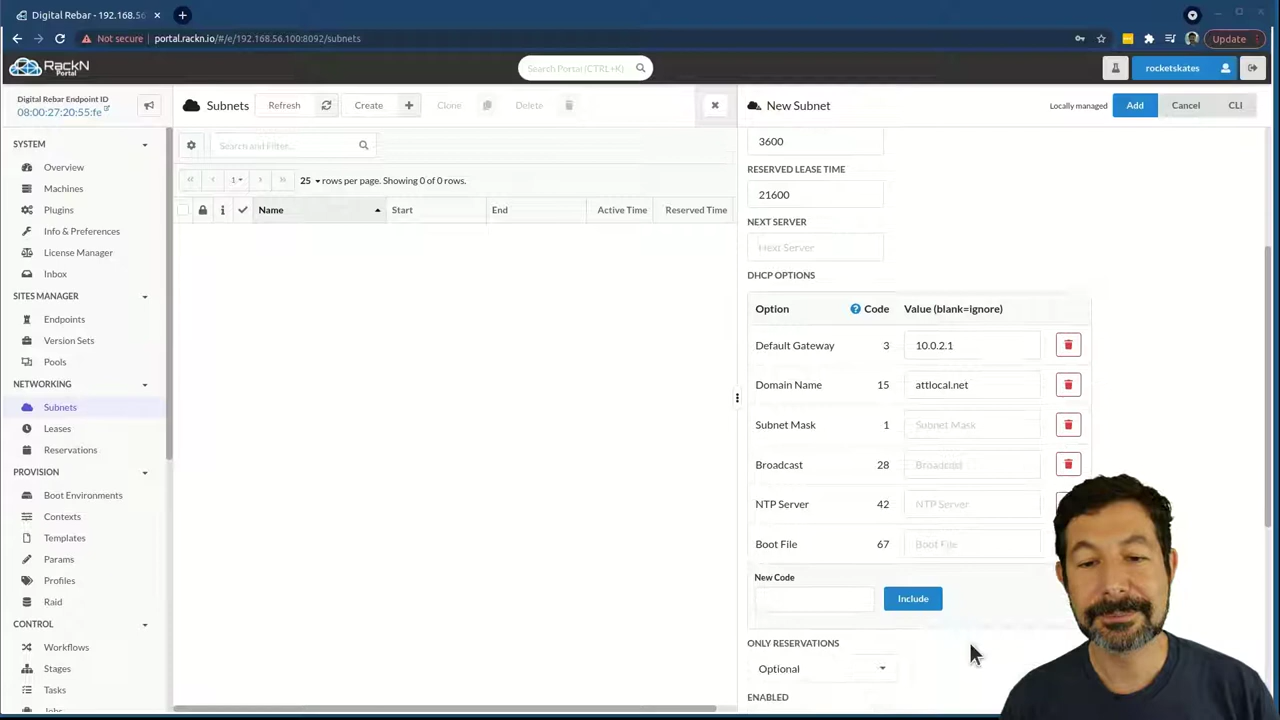 Digital Rebar - 192.168.56
Not secure portal.rackn.io/#/e/192.168.56.100:8092/subnets Update
RackN Portal Search Portal (CTRL+K) rocketskates
Digital Rebar Endpoint ID
08:00:27:20:55:fe
Subnets Refresh Create Clone Delete
New Subnet Locally managed Add Cancel CLI
SYSTEM
Overview
Machines
Plugins
Info & Preferences
License Manager
Inbox
SITES MANAGER
Endpoints
Version Sets
Pools
NETWORKING
Subnets
Leases
Reservations
PROVISION
Boot Environments
Contexts
Templates
Params
Profiles
Raid
CONTROL
Workflows
Stages
Tasks
Jobs
Search and Filter...
1 25 rows per page. Showing 0 of 0 rows.
Name Start End Active Time Reserved Time
3600
RESERVED LEASE TIME
21600
NEXT SERVER
Next Server
DHCP OPTIONS
Option Code Value (blank=ignore)
Default Gateway 3 10.0.2.1
Domain Name 15 attlocal.net
Subnet Mask 1 Subnet Mask
Broadcast 28 Broadcast
NTP Server 42 NTP Server
Boot File 67 Boot File
New Code
Include
ONLY RESERVATIONS
Optional
ENABLED